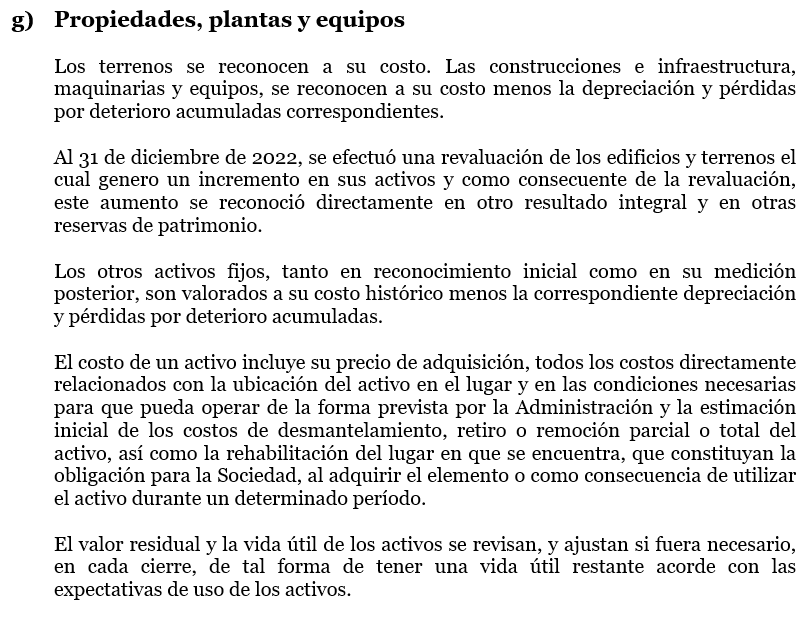 g) Propiedades, plantas y equipos
Los terrenos se reconocen a su costo. Las construcciones e infraestructura,
maquinarias y equipos, se reconocen a su costo menos la depreciación y pérdidas
por deterioro acumuladas correspondientes.
Al 31 de diciembre de 2022, se efectuó una revaluación de los edificios y terrenos el
cual genero un incremento en sus activos y como consecuente de la revaluación,
este aumento se reconoció directamente en otro resultado integral y en otras
reservas de patrimonio.
Los otros activos fijos, tanto en reconocimiento inicial como en su medición
posterior, son valorados a su costo histórico menos la correspondiente depreciación
y pérdidas por deterioro acumuladas.
El costo de un activo incluye su precio de adquisición, todos los costos directamente
relacionados con la ubicación del activo en el lugar y en las condiciones necesarias
para que pueda operar de la forma prevista por la Administración y la estimación
inicial de los costos de desmantelamiento, retiro o remoción parcial o total del
activo, así como la rehabilitación del lugar en que se encuentra, que constituyan la
obligación para la Sociedad, al adquirir el elemento o como consecuencia de utilizar
el activo durante un determinado período.
El valor residual y la vida útil de los activos se revisan, y ajustan si fuera necesario,
en cada cierre, de tal forma de tener una vida útil restante acorde con las
expectativas de uso de los activos.